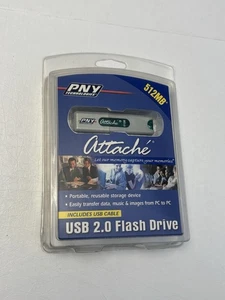 PNY
TECHNOLOGIES
512MB
Attaché
Attaché
Let our memory capture your memories!
• Portable, reusable storage device
• Easily transfer data, music & images from PC to PC
INCLUDES USB CABLE
USB 2.0 Flash Drive